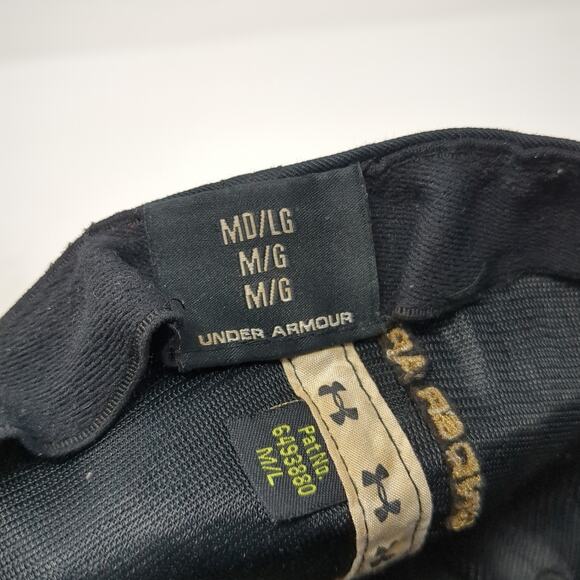 MD/LG
M/G
M/G
UNDER ARMOUR
Pat No.
6493880
M/L